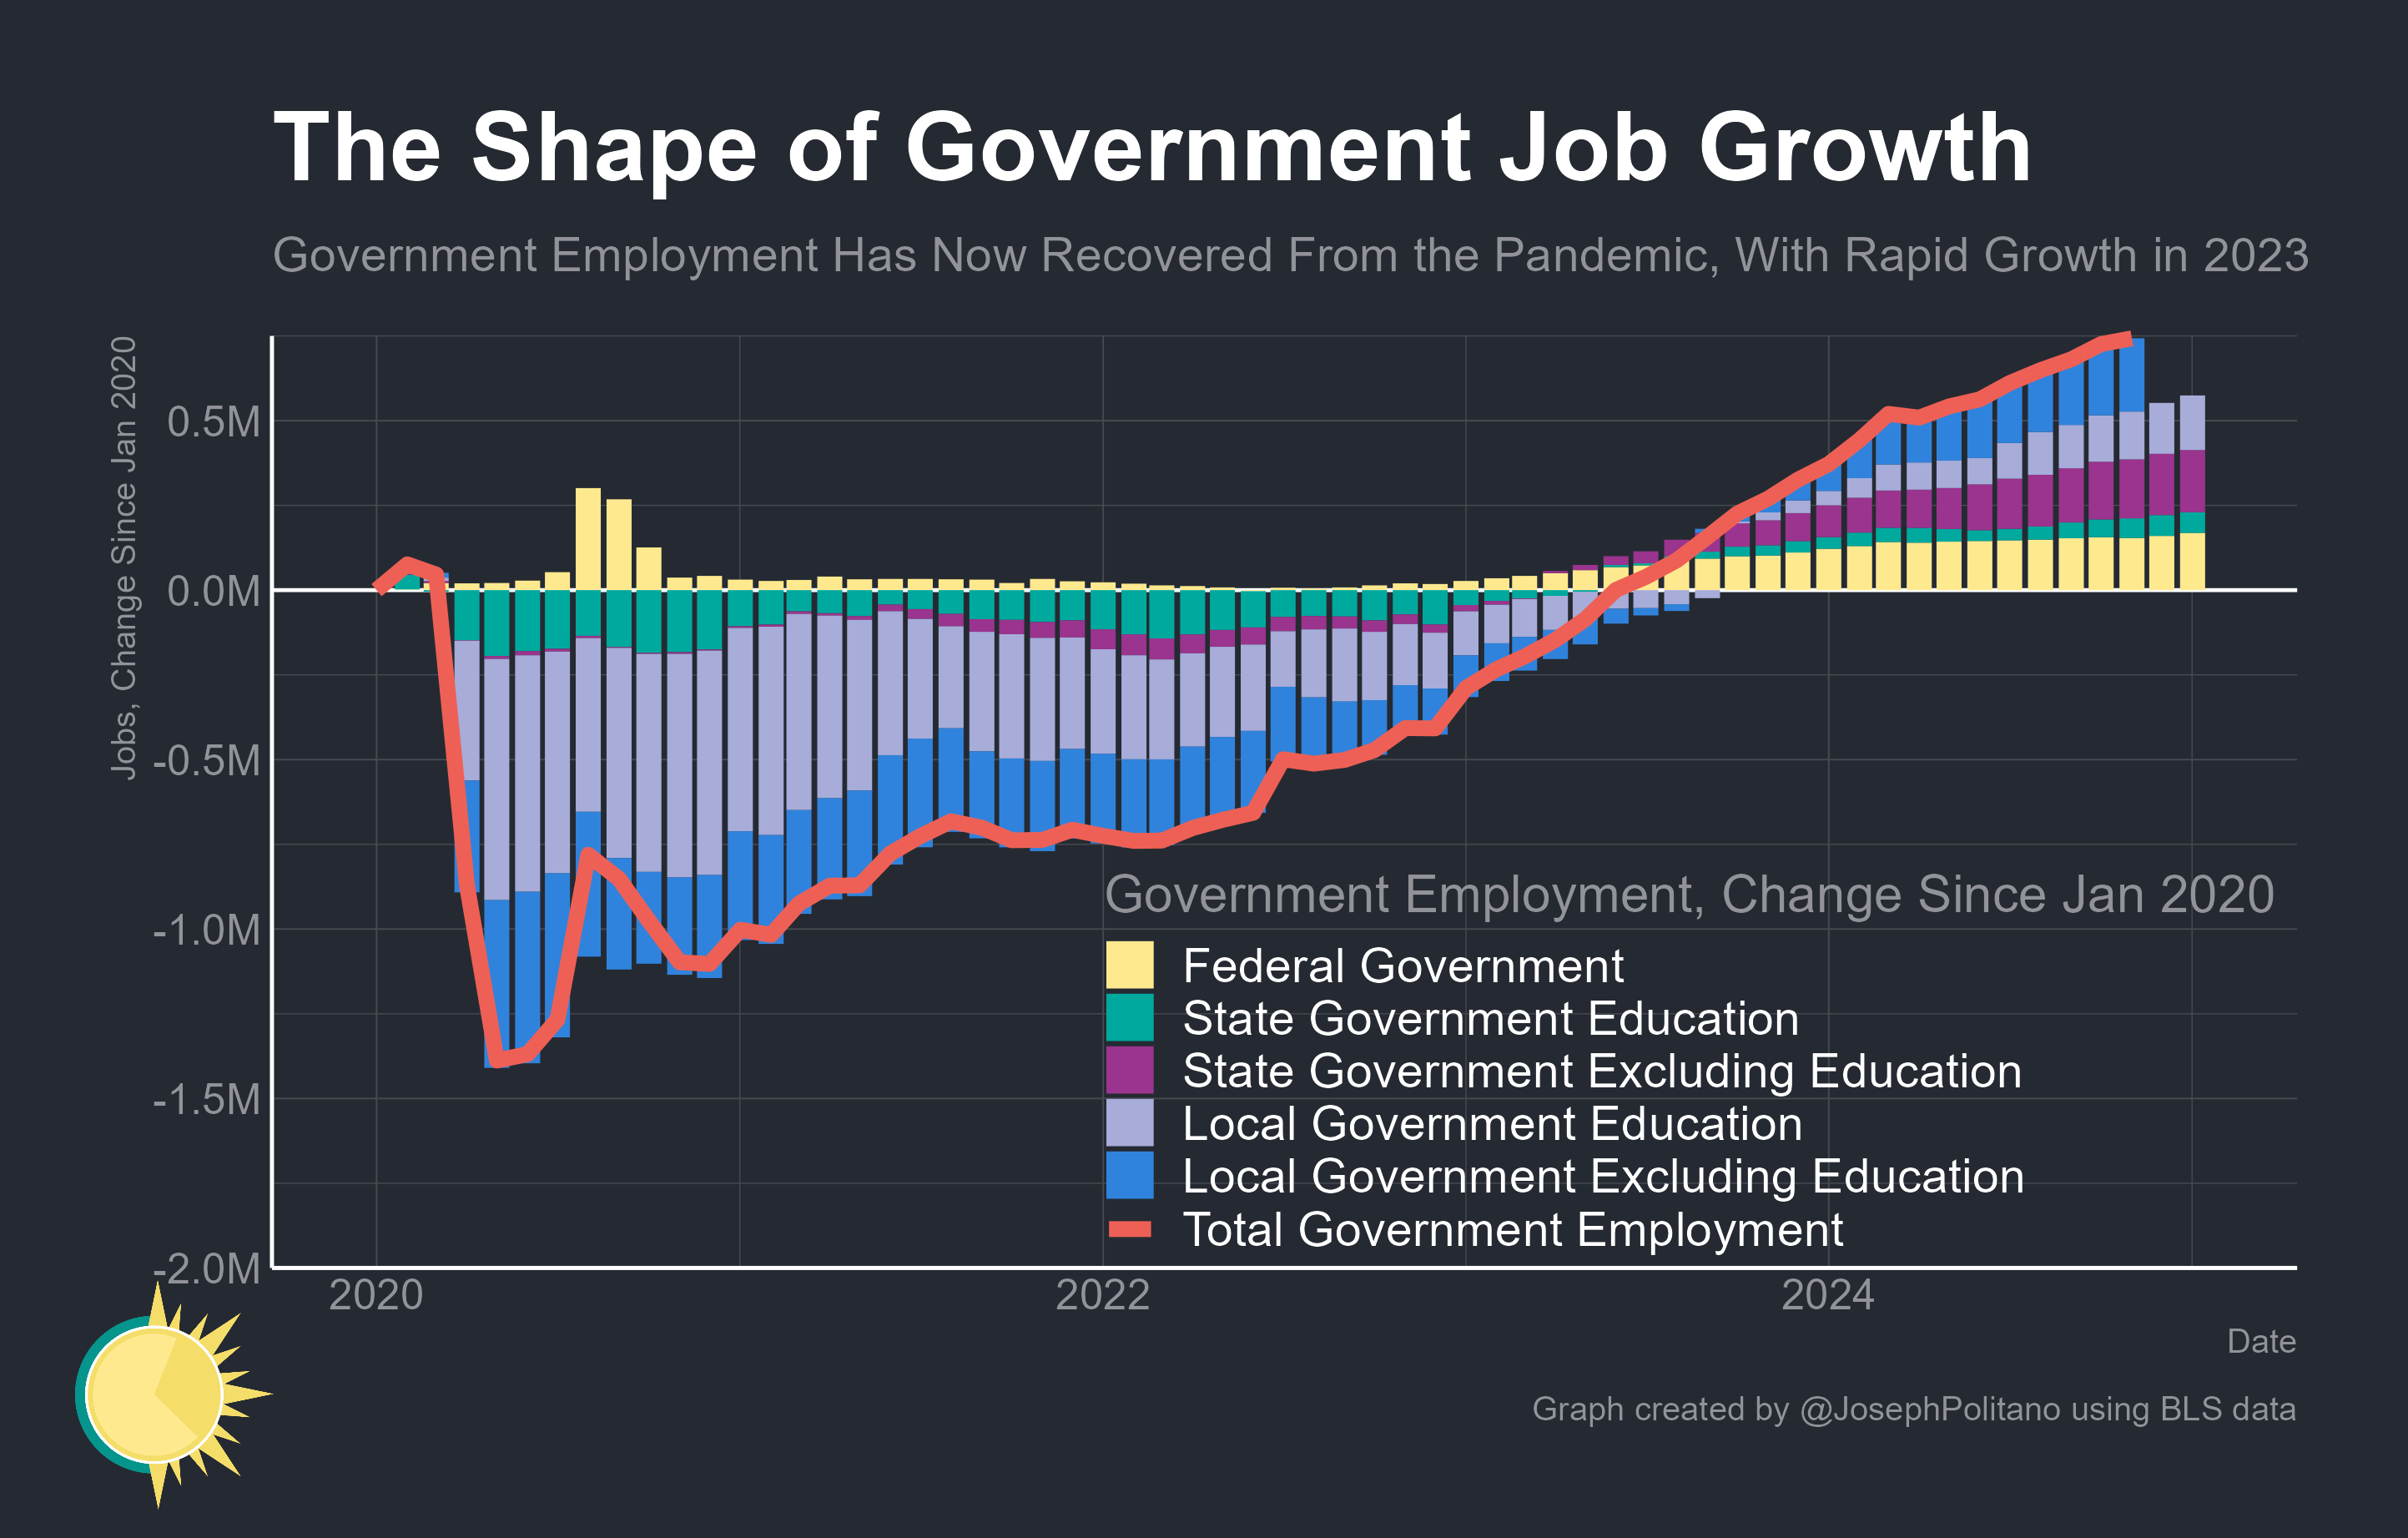 The Shape of Government Job Growth
Government Employment Has Now Recovered From the Pandemic, With Rapid Growth in 2023
Jobs, Change Since Jan 2020
0.5M
0.0M
-0.5M
-1.0M
-1.5M
-2.0M
Government Employment, Change Since Jan 2020
Federal Government
State Government Education
State Government Excluding Education
Local Government Education
Local Government Excluding Education
Total Government Employment
2020
2022
2024
Date
Graph created by @JosephPolitano using BLS data